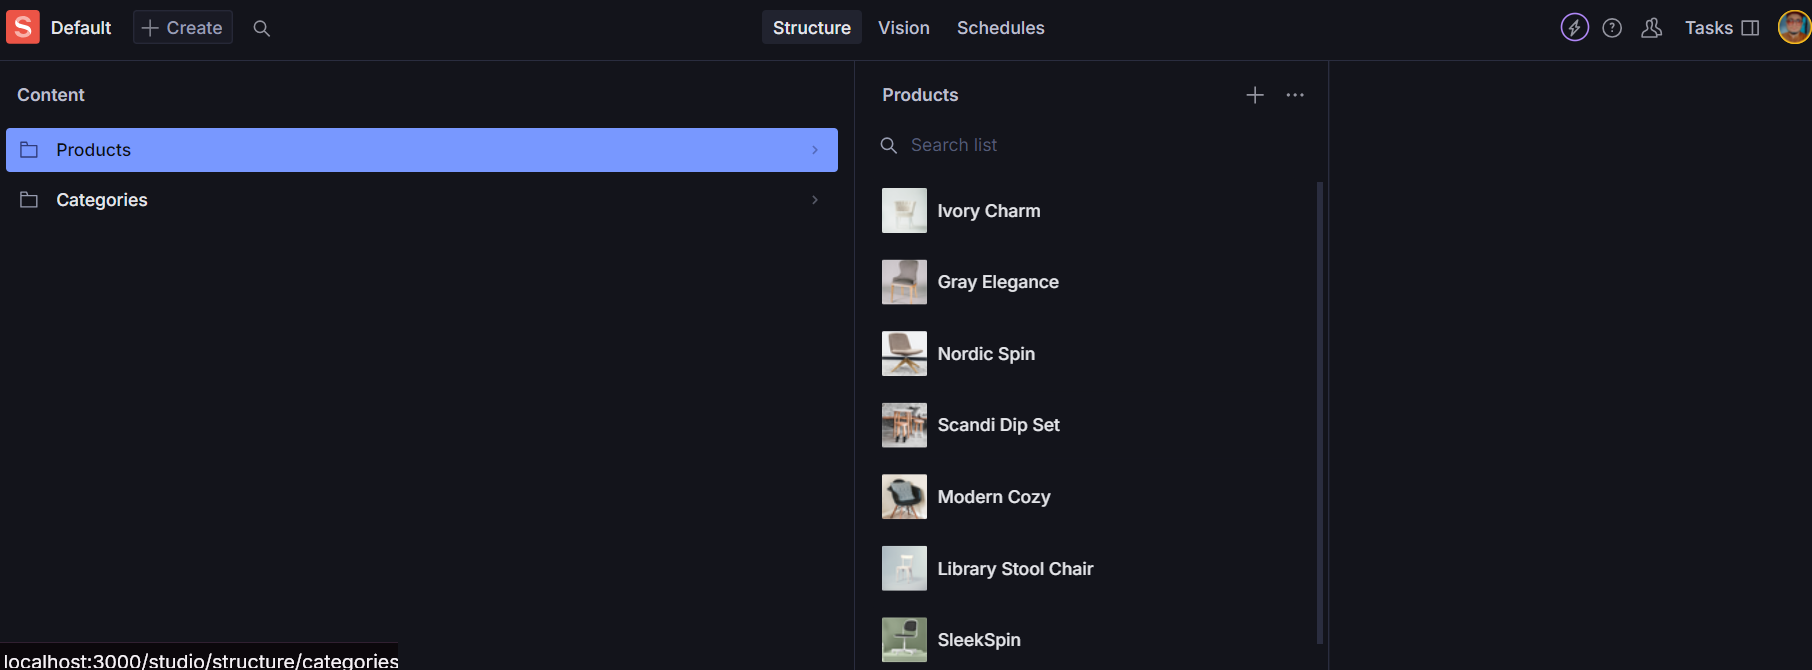 S Default
Create
Structure
Vision
Schedules
Tasks
Content
Products
Categories
Products
Search list
Ivory Charm
Gray Elegance
Nordic Spin
Scandi Dip Set
Modern Cozy
Library Stool Chair
SleekSpin
localhost:3000/studio/structure/categories